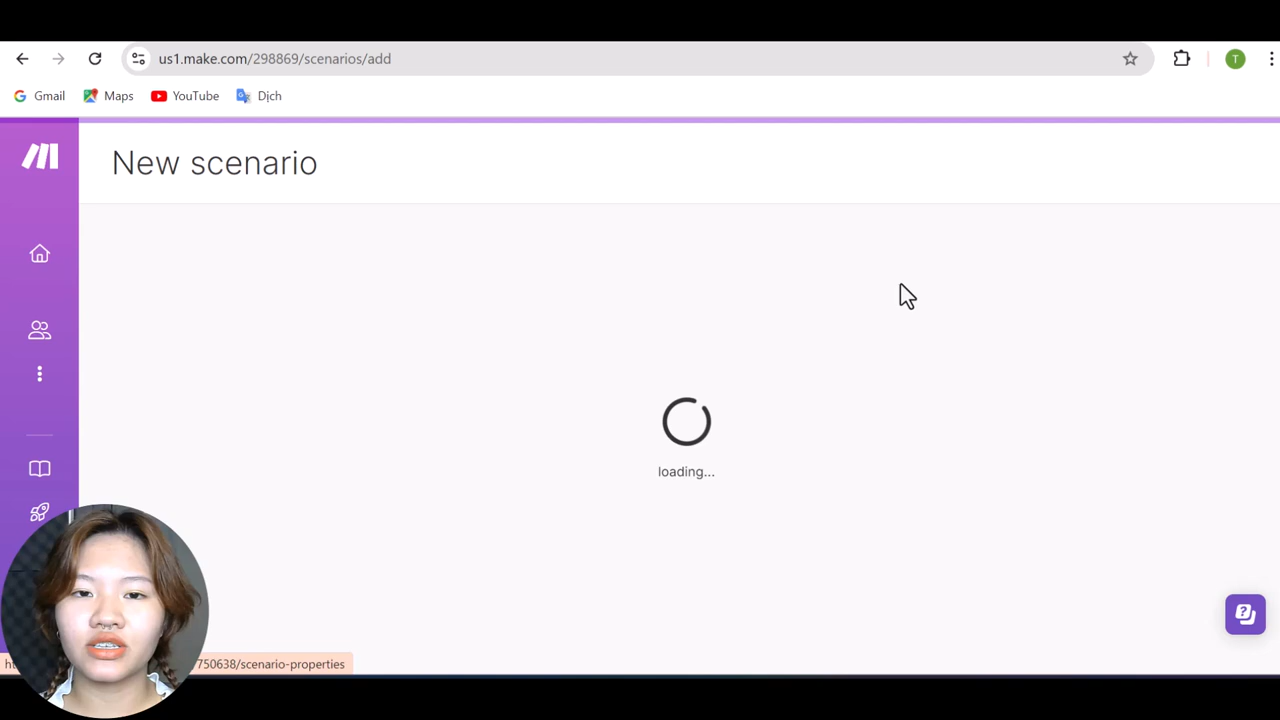 us1.make.com/298869/scenarios/add
T
Gmail
Maps
YouTube
Dịch
New scenario
loading...
750638/scenario-properties